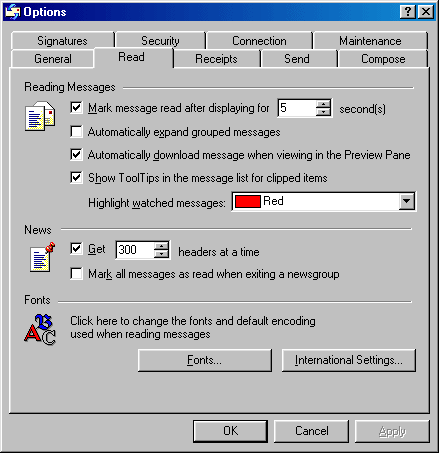 Options
Signatures Security Connection Maintenance
General Read Receipts Send Compose
Reading Messages
Mark message read after displaying for 5 second(s)
Automatically expand grouped messages
Automatically download message when viewing in the Preview Pane
Show ToolTips in the message list for clipped items
Highlight watched messages: Red
News
Get 300 headers at a time
Mark all messages as read when exiting a newsgroup
Fonts
Click here to change the fonts and default encoding
used when reading messages
Fonts... International Settings...
OK Cancel Apply